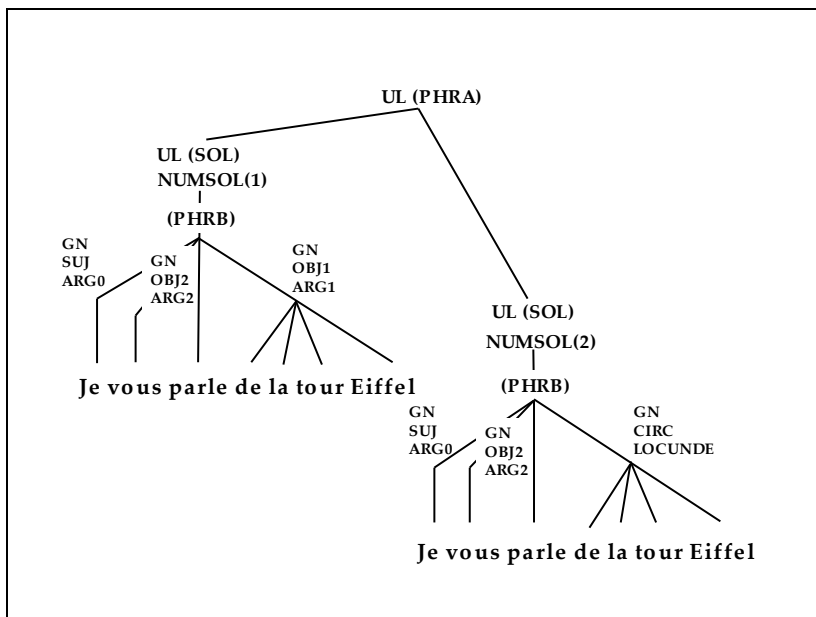 UL (PHRA)
UL (SOL)
NUMSOL(1)
(PHRB)
GN
SUJ
ARG0
GN
OBJ2
ARG2
GN
OBJ1
ARG1
Je vous parle de la tour Eiffel
UL (SOL)
NUMSOL(2)
(PHRB)
GN
SUJ
ARG0
GN
OBJ2
ARG2
GN
CIRC
LOCUNDE
Je vous parle de la tour Eiffel